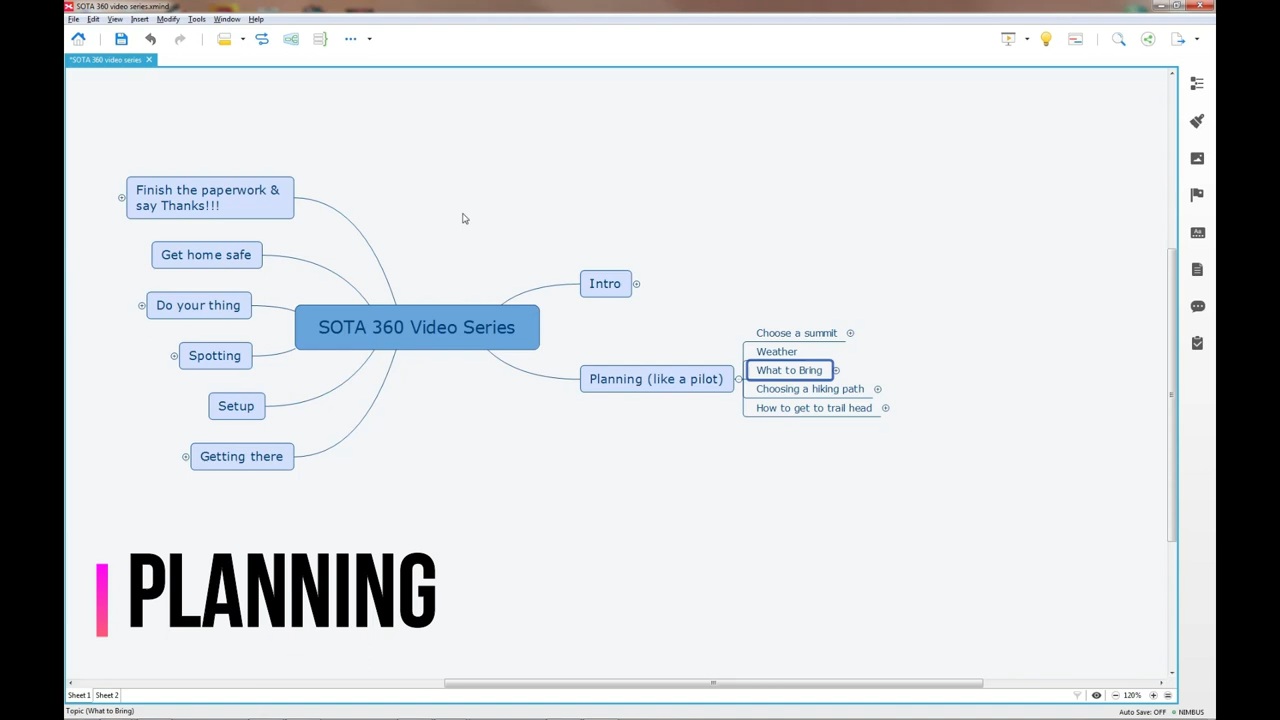 SOTA 360 video series.xmind
File Edit View Insert Modify Tools Window Help
*SOTA 360 video series
Finish the paperwork &
say Thanks!!!
Get home safe
Do your thing
Spotting
Setup
Getting there
SOTA 360 Video Series
Intro
Planning (like a pilot)
Choose a summit
Weather
What to Bring
Choosing a hiking path
How to get to trail head
PLANNING
Sheet 1 Sheet 2
120%
Topic (What to Bring)
Auto Save: OFF NIMBUS